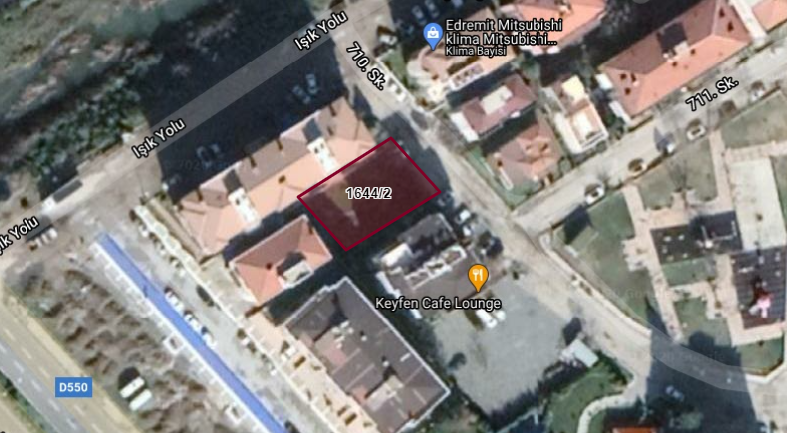 Işık Yolu
710. Sk.
Edremit Mitsubishi
klima Mitsubishi...
Klima Bayisi
711. Sk.
Işık Yolu
1644/2
ık Yolu
Keyfen Cafe Lounge
D550